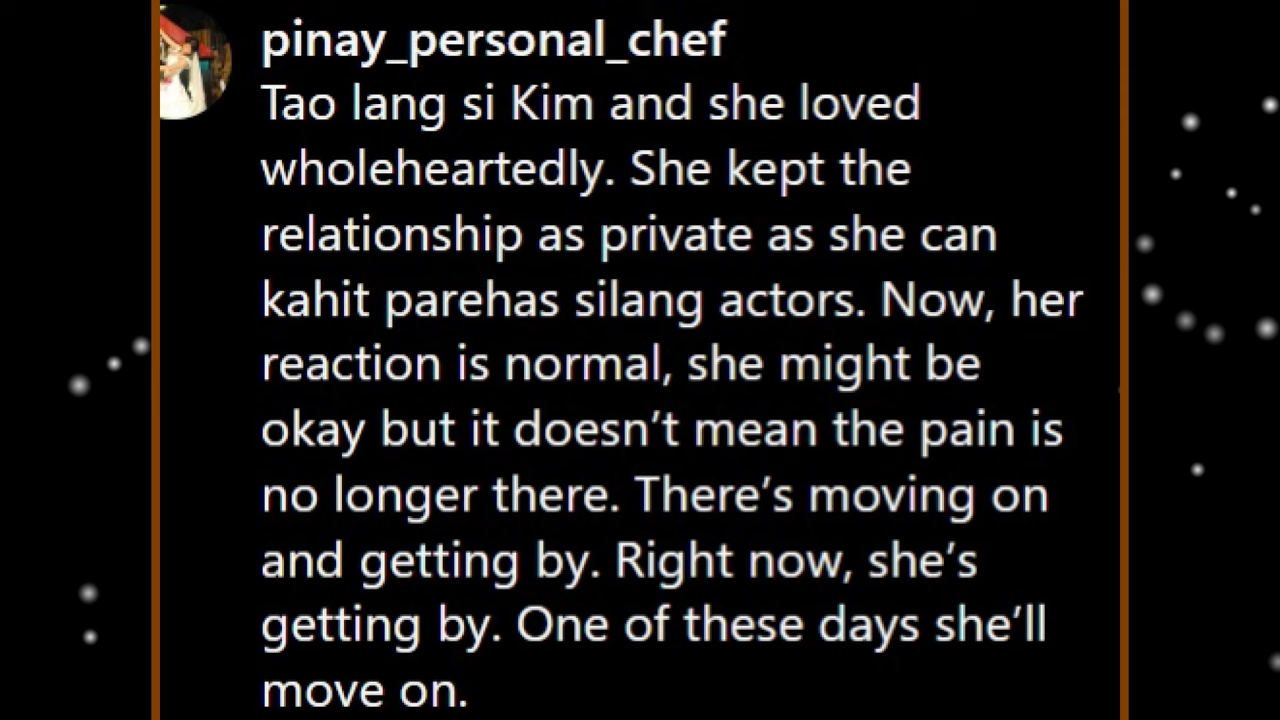 pinay_personal_chef
Tao lang si Kim and she loved
wholeheartedly. She kept the
relationship as private as she can
kahit parehas silang actors. Now, her
reaction is normal, she might be
okay but it doesn’t mean the pain is
no longer there. There’s moving on
and getting by. Right now, she’s
getting by. One of these days she’ll
move on.